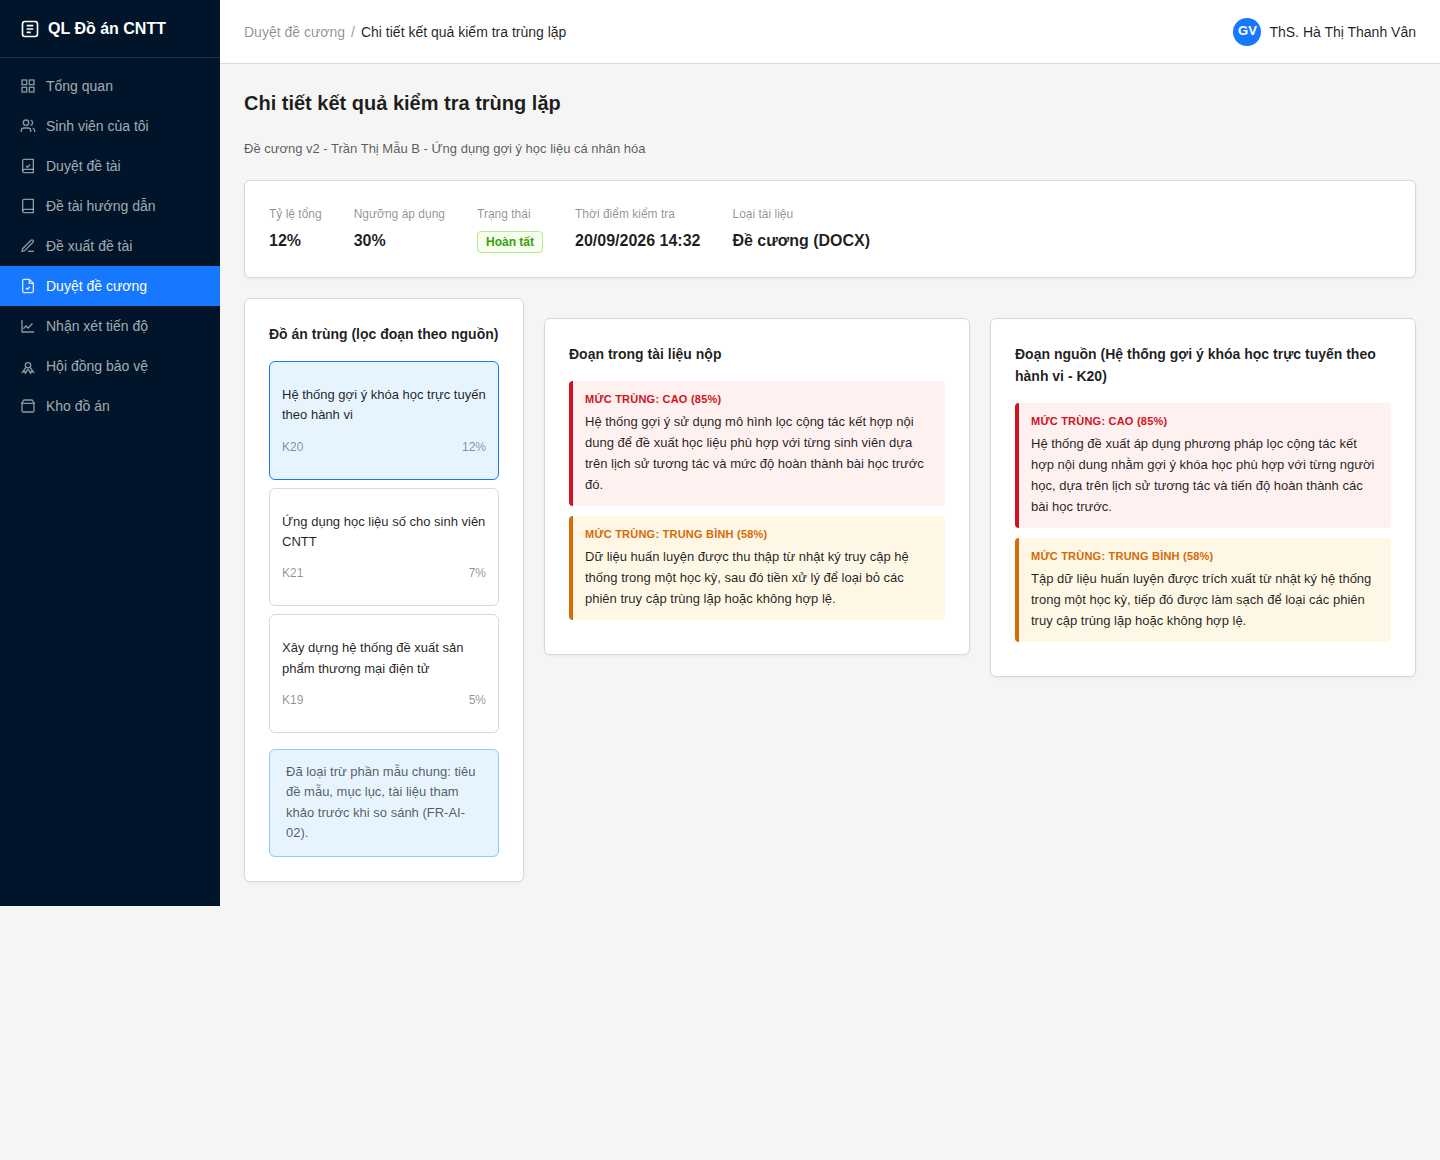 QL Đồ án CNTT
Tổng quan
Sinh viên của tôi
Duyệt đề tài
Đề tài hướng dẫn
Đề xuất đề tài
Duyệt đề cương
Nhận xét tiến độ
Hội đồng bảo vệ
Kho đồ án
Duyệt đề cương / Chi tiết kết quả kiểm tra trùng lặp
GV ThS. Hà Thị Thanh Vân
Chi tiết kết quả kiểm tra trùng lặp
Đề cương v2 - Trần Thị Mẫu B - Ứng dụng gợi ý học liệu cá nhân hóa
Tỷ lệ tổng
12%
Ngưỡng áp dụng
30%
Trạng thái
Hoàn tất
Thời điểm kiểm tra
20/09/2026 14:32
Loại tài liệu
Đề cương (DOCX)
Đồ án trùng (lọc đoạn theo nguồn)
Hệ thống gợi ý khóa học trực tuyến
theo hành vi
K20 12%
Ứng dụng học liệu số cho sinh viên
CNTT
K21 7%
Xây dựng hệ thống đề xuất sản
phẩm thương mại điện tử
K19 5%
Đã loại trừ phần mẫu chung: tiêu
đề mẫu, mục lục, tài liệu tham
khảo trước khi so sánh (FR-AI-
02).
Đoạn trong tài liệu nộp
MỨC TRÙNG: CAO (85%)
Hệ thống gợi ý sử dụng mô hình lọc cộng tác kết hợp nội
dung để đề xuất học liệu phù hợp với từng sinh viên dựa
trên lịch sử tương tác và mức độ hoàn thành bài học trước
đó.
MỨC TRÙNG: TRUNG BÌNH (58%)
Dữ liệu huấn luyện được thu thập từ nhật ký truy cập hệ
thống trong một học kỳ, sau đó tiền xử lý để loại bỏ các
phiên truy cập trùng lặp hoặc không hợp lệ.
Đoạn nguồn (Hệ thống gợi ý khóa học trực tuyến theo
hành vi - K20)
MỨC TRÙNG: CAO (85%)
Hệ thống đề xuất áp dụng phương pháp lọc cộng tác kết
hợp nội dung nhằm gợi ý khóa học phù hợp với từng người
học, dựa trên lịch sử tương tác và tiến độ hoàn thành các
bài học trước.
MỨC TRÙNG: TRUNG BÌNH (58%)
Tập dữ liệu huấn luyện được trích xuất từ nhật ký hệ thống
trong một học kỳ, tiếp đó được làm sạch để loại các phiên
truy cập trùng lặp hoặc không hợp lệ.